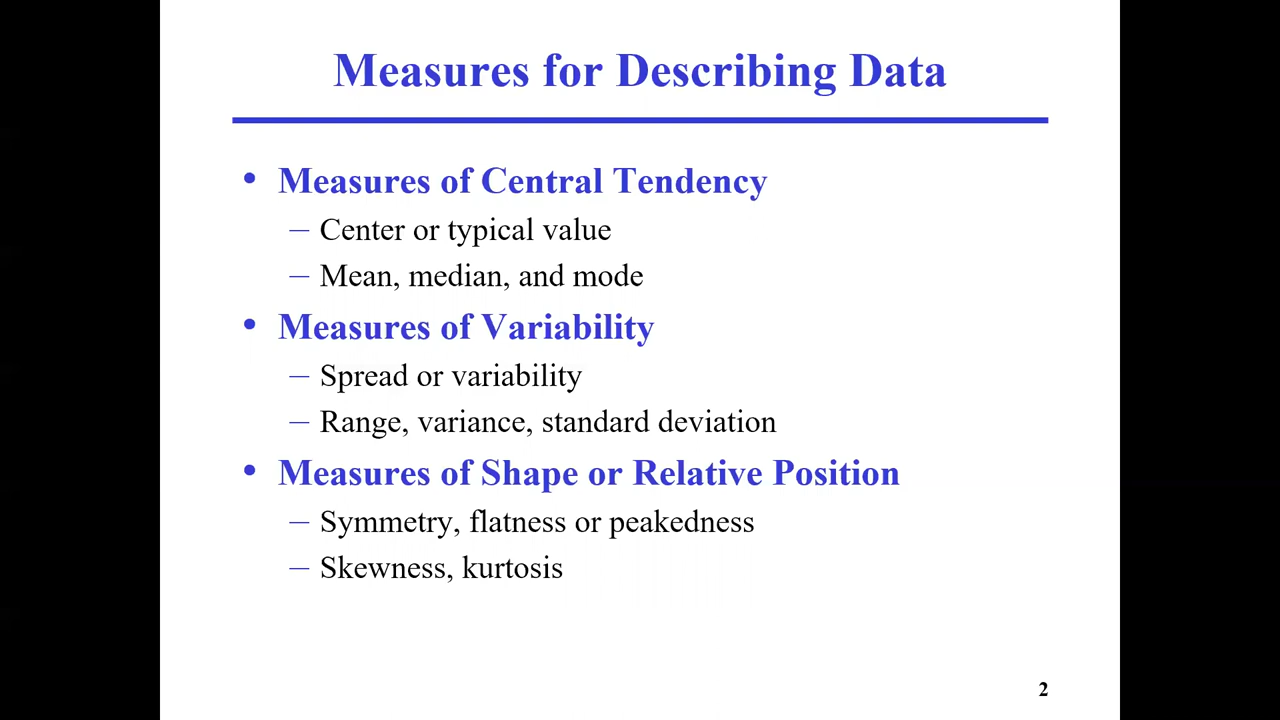 Measures for Describing Data
• Measures of Central Tendency
– Center or typical value
– Mean, median, and mode
• Measures of Variability
– Spread or variability
– Range, variance, standard deviation
• Measures of Shape or Relative Position
– Symmetry, flatness or peakedness
– Skewness, kurtosis
2